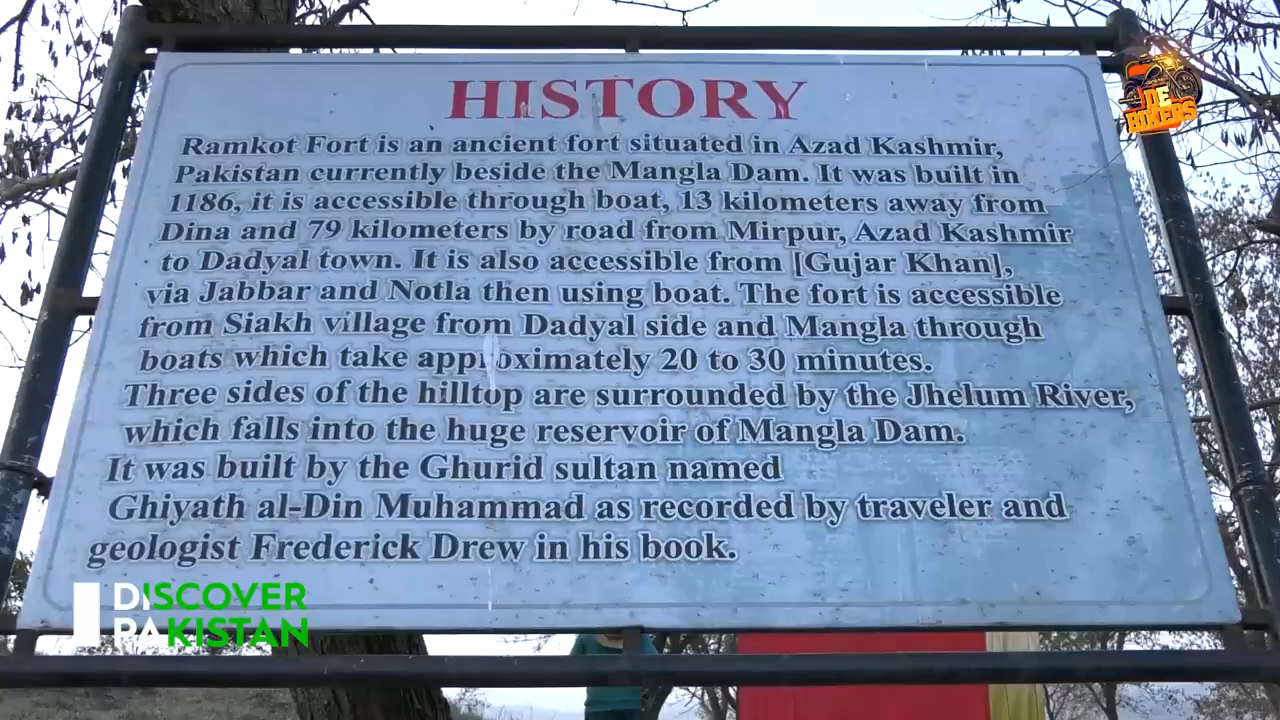 HISTORY
Ramkot Fort is an ancient fort situated in Azad Kashmir,
Pakistan currently beside the Mangla Dam. It was built in
1186, it is accessible through boat, 13 kilometers away from
Dina and 79 kilometers by road from Mirpur, Azad Kashmir
to Dadyal town. It is also accessible from [Gujar Khan],
via Jabbar and Notla then using boat. The fort is accessible
from Siakh village from Dadyal side and Mangla through
boats which take approximately 20 to 30 minutes.
Three sides of the hilltop are surrounded by the Jhelum River,
which falls into the huge reservoir of Mangla Dam.
It was built by the Ghurid sultan named
Ghiyath al-Din Muhammad as recorded by traveler and
geologist Frederick Drew in his book.
DISCOVER
PAKISTAN
DE
BIKERS